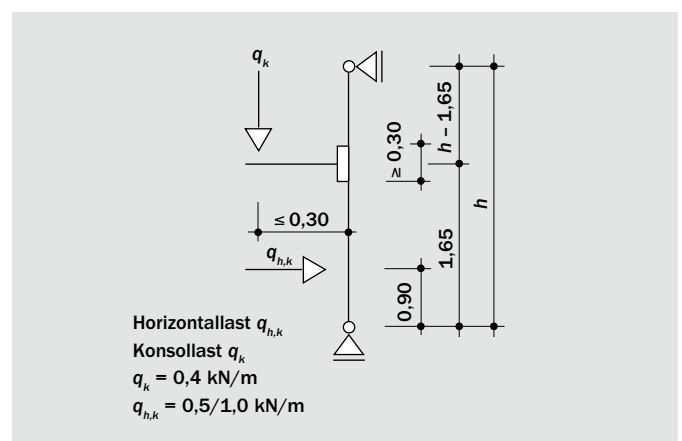 q_k
h – 1,65
≥ 0,30
h
≤ 0,30
1,65
q_h,k
0,90
Horizontallast q_h,k
Konsollast q_k
q_k = 0,4 kN/m
q_h,k = 0,5/1,0 kN/m